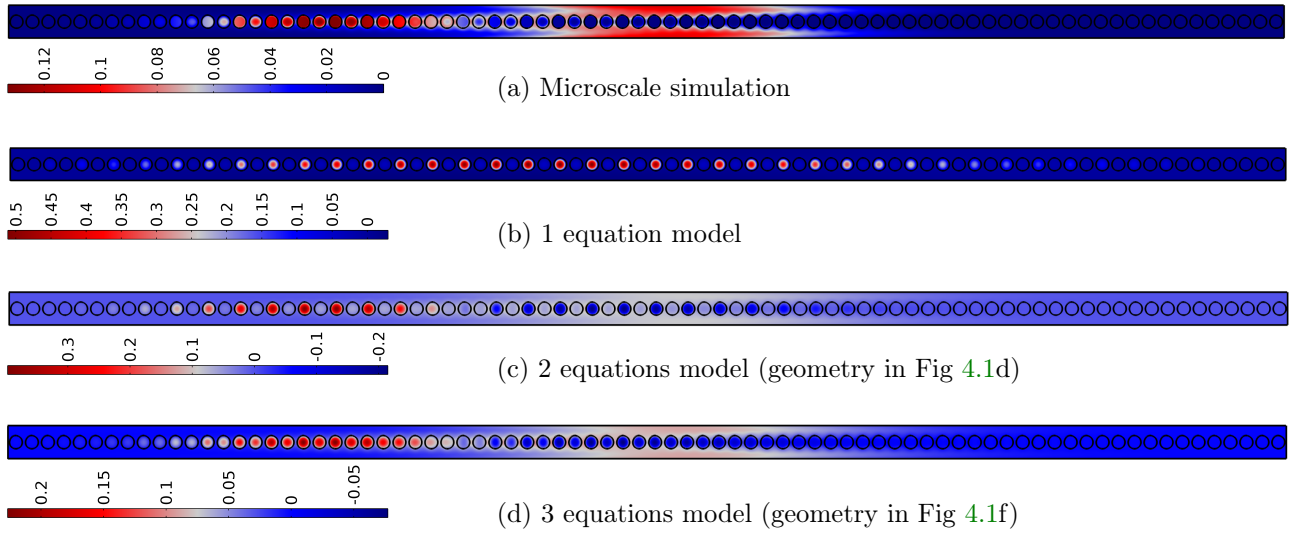 0.12 0.1 0.08 0.06 0.04 0.02 0
(a) Microscale simulation
0.5 0.45 0.4 0.35 0.3 0.25 0.2 0.15 0.1 0.05 0
(b) 1 equation model
0.3 0.2 0.1 0 -0.1 -0.2
(c) 2 equations model (geometry in Fig 4.1d)
0.2 0.15 0.1 0.05 0 -0.05
(d) 3 equations model (geometry in Fig 4.1f)